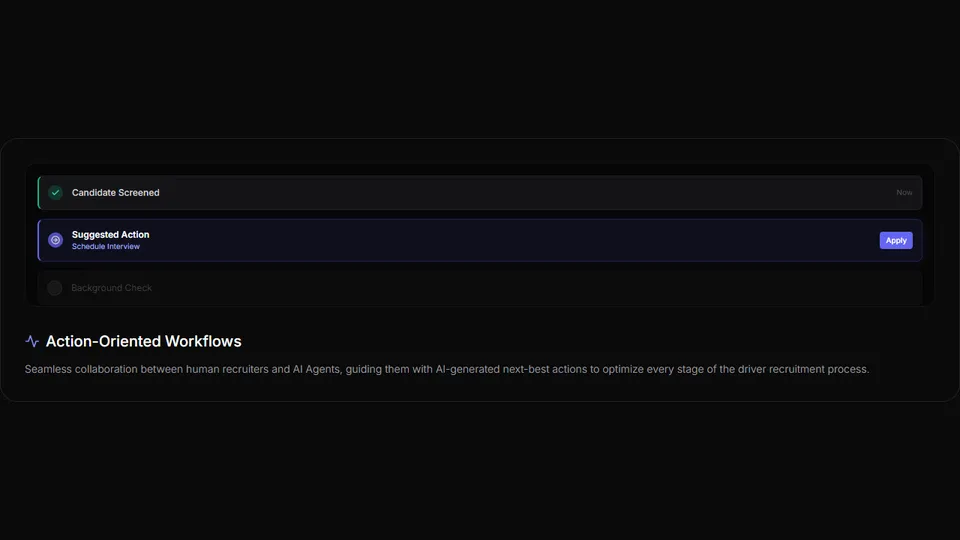 Candidate Screened
Now
Suggested Action
Schedule Interview
Apply
Background Check
Action-Oriented Workflows
Seamless collaboration between human recruiters and AI Agents, guiding them with AI-generated next-best actions to optimize every stage of the driver recruitment process.